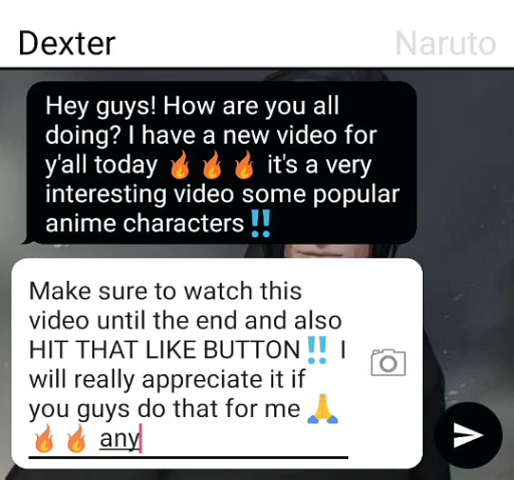 Dexter Naruto
Hey guys! How are you all
doing? I have a new video for
y'all today 🔥 🔥 🔥 it's a very
interesting video some popular
anime characters‼️
Make sure to watch this
video until the end and also
HIT THAT LIKE BUTTON‼️ I
will really appreciate it if
you guys do that for me 🙏
🔥 🔥 any